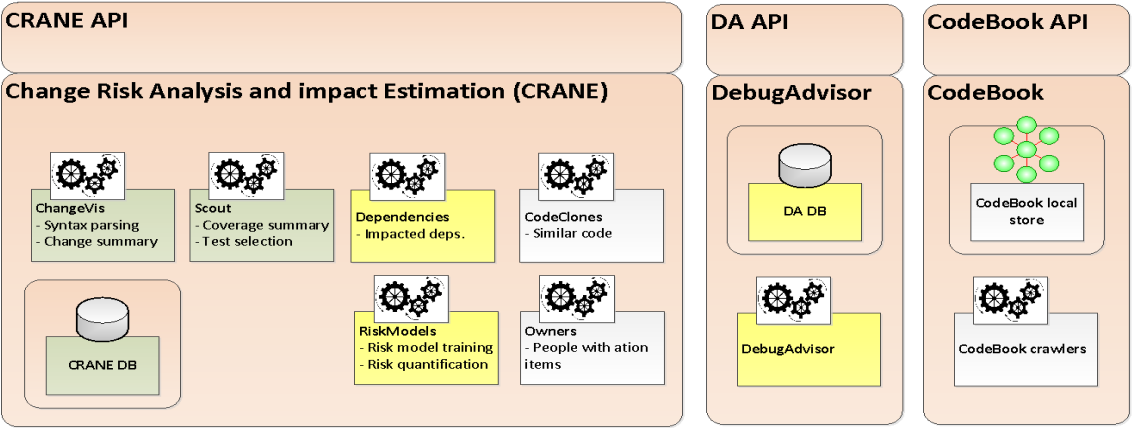 CRANE API
DA API
CodeBook API
Change Risk Analysis and impact Estimation (CRANE)
DebugAdvisor
CodeBook
ChangeVis
- Syntax parsing
- Change summary
Scout
- Coverage summary
- Test selection
Dependencies
- Impacted deps.
CodeClones
- Similar code
DA DB
CodeBook local
store
CRANE DB
RiskModels
- Risk model training
- Risk quantification
Owners
- People with ation
items
DebugAdvisor
CodeBook crawlers